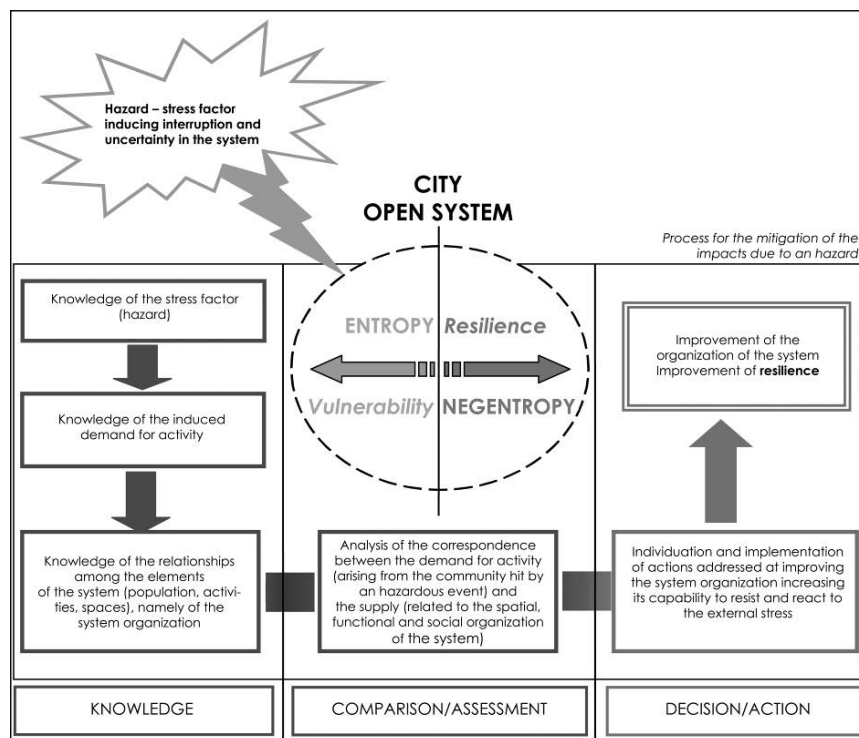 Hazard – stress factor
inducing interruption and
uncertainty in the system
CITY
OPEN SYSTEM
Process for the mitigation of the
impacts due to an hazard
Knowledge of the stress factor
(hazard)
Knowledge of the induced
demand for activity
Knowledge of the relationships
among the elements
of the system (population, activi-
ties, spaces), namely of the
system organization
ENTROPY
Resilience
Vulnerability
NEGENTROPY
Analysis of the correspondence
between the demand for activity
(arising from the community hit by
an hazardous event) and
the supply (related to the spatial,
functional and social organization
of the system)
Improvement of the
organization of the system
Improvement of resilience
Individuation and implementation
of actions addressed at improving
the system organization increasing
its capability to resist and react to
the external stress
KNOWLEDGE
COMPARISON/ASSESSMENT
DECISION/ACTION